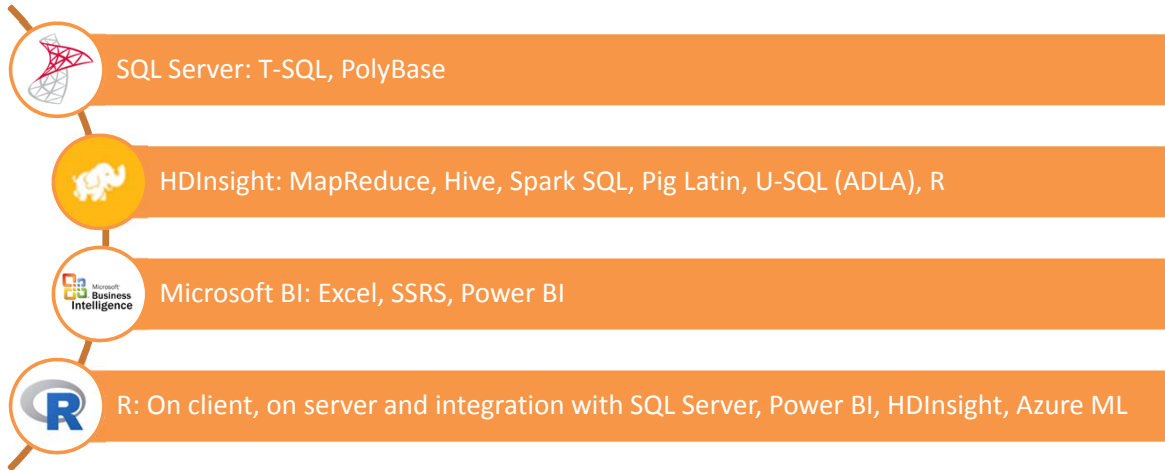 SQL Server: T-SQL, PolyBase
HDInsight: MapReduce, Hive, Spark SQL, Pig Latin, U-SQL (ADLA), R
Microsoft
Business
Intelligence
Microsoft BI: Excel, SSRS, Power BI
R
R: On client, on server and integration with SQL Server, Power BI, HDInsight, Azure ML